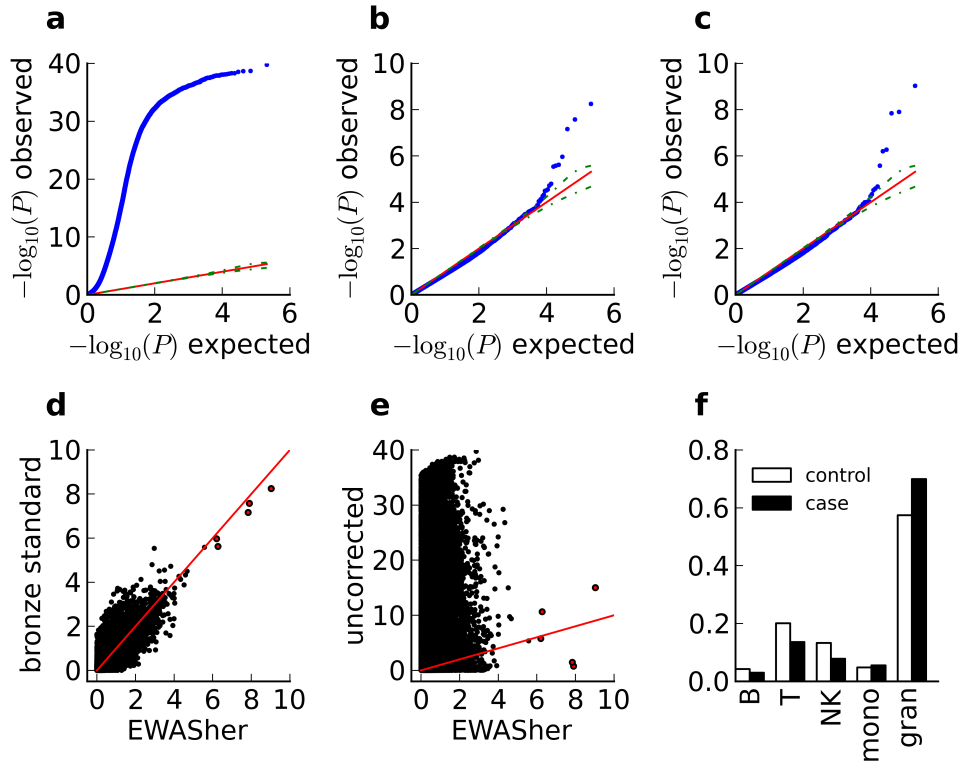 a
b
c
40
30
20
10
0
0
2
4
6
−log₁₀(P) observed
−log₁₀(P) expected
10
8
6
4
2
0
0
2
4
6
−log₁₀(P) observed
−log₁₀(P) expected
10
8
6
4
2
0
0
2
4
6
−log₁₀(P) observed
−log₁₀(P) expected
d
e
f
10
8
6
4
2
0
0
2
4
6
8
10
bronze standard
EWASher
40
30
20
10
0
0
2
4
6
8
10
uncorrected
EWASher
0.8
0.6
0.4
0.2
0.0
control
case
B
T
NK
mono
gran